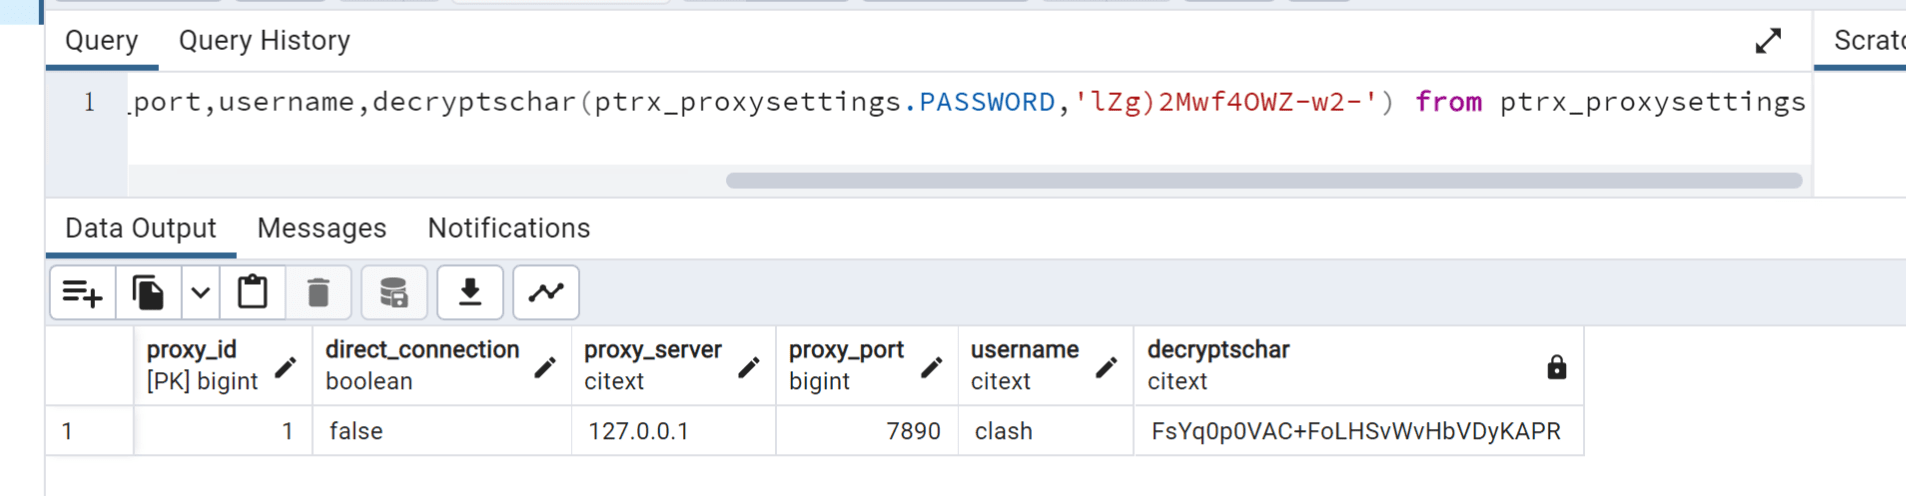 Query Query History Scratc
1 _port,username,decryptschar(ptrx_proxysettings.PASSWORD,'lZg)2Mwf4OWZ-w2-') from ptrx_proxysettings
Data Output Messages Notifications
proxy_id direct_connection proxy_server proxy_port username decryptschar
[PK] bigint boolean citext bigint citext citext
1 1 false 127.0.0.1 7890 clash FsYq0p0VAC+FoLHSvWvHbVDyKAPR